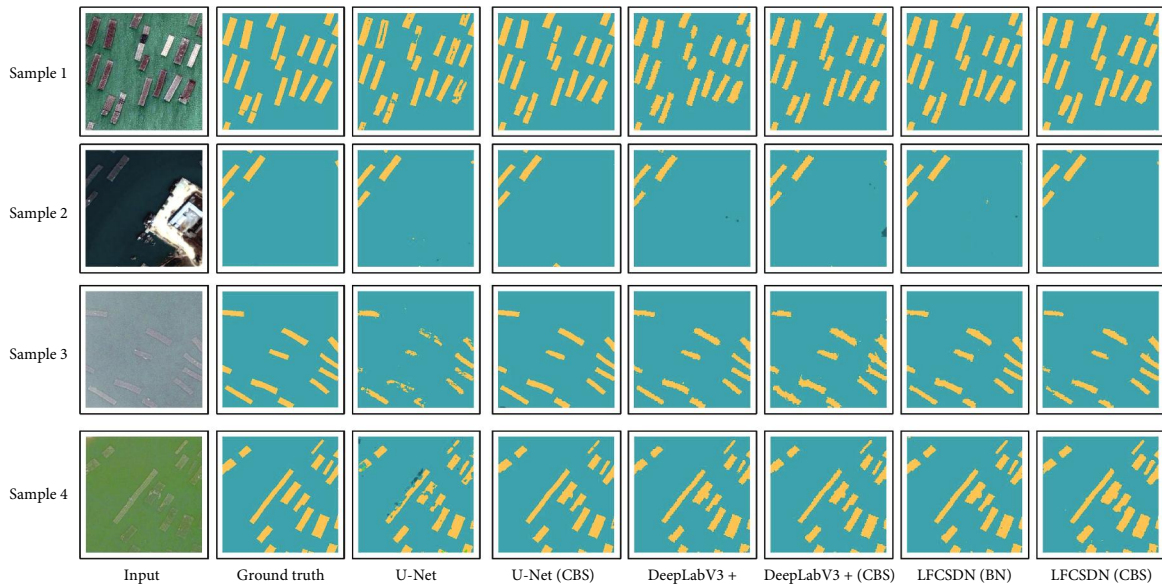 Sample 1
Sample 2
Sample 3
Sample 4
Input Ground truth U-Net U-Net (CBS) DeepLabV3 + DeepLabV3 + (CBS) LFCSDN (BN) LFCSDN (CBS)